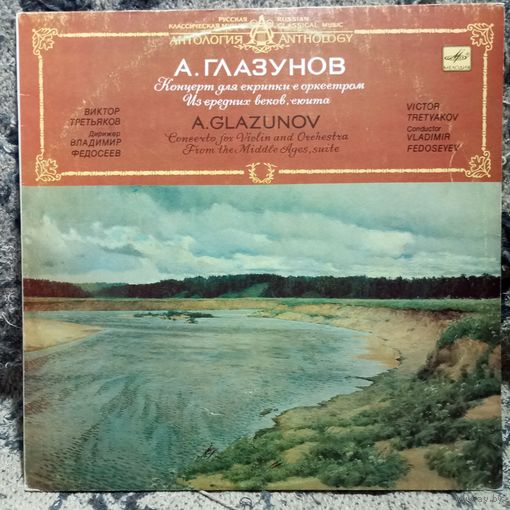 РУССКАЯ RUSSIAN
КЛАССИЧЕСКАЯ МУЗЫКА CLASSICAL MUSIC
АНТОЛОГИЯ ANTHOLOGY
МЕЛОДИЯ
А. ГЛАЗУНОВ
Концерт для скрипки с оркестром
Из средних веков, сюита
A. GLAZUNOV
Concerto for Violin and Orchestra
From the Middle Ages, suite
ВИКТОР
ТРЕТЬЯКОВ
Дирижер
ВЛАДИМИР
ФЕДОСЕЕВ
VICTOR
TRETYAKOV
Conductor
VLADIMIR
FEDOSEYEV